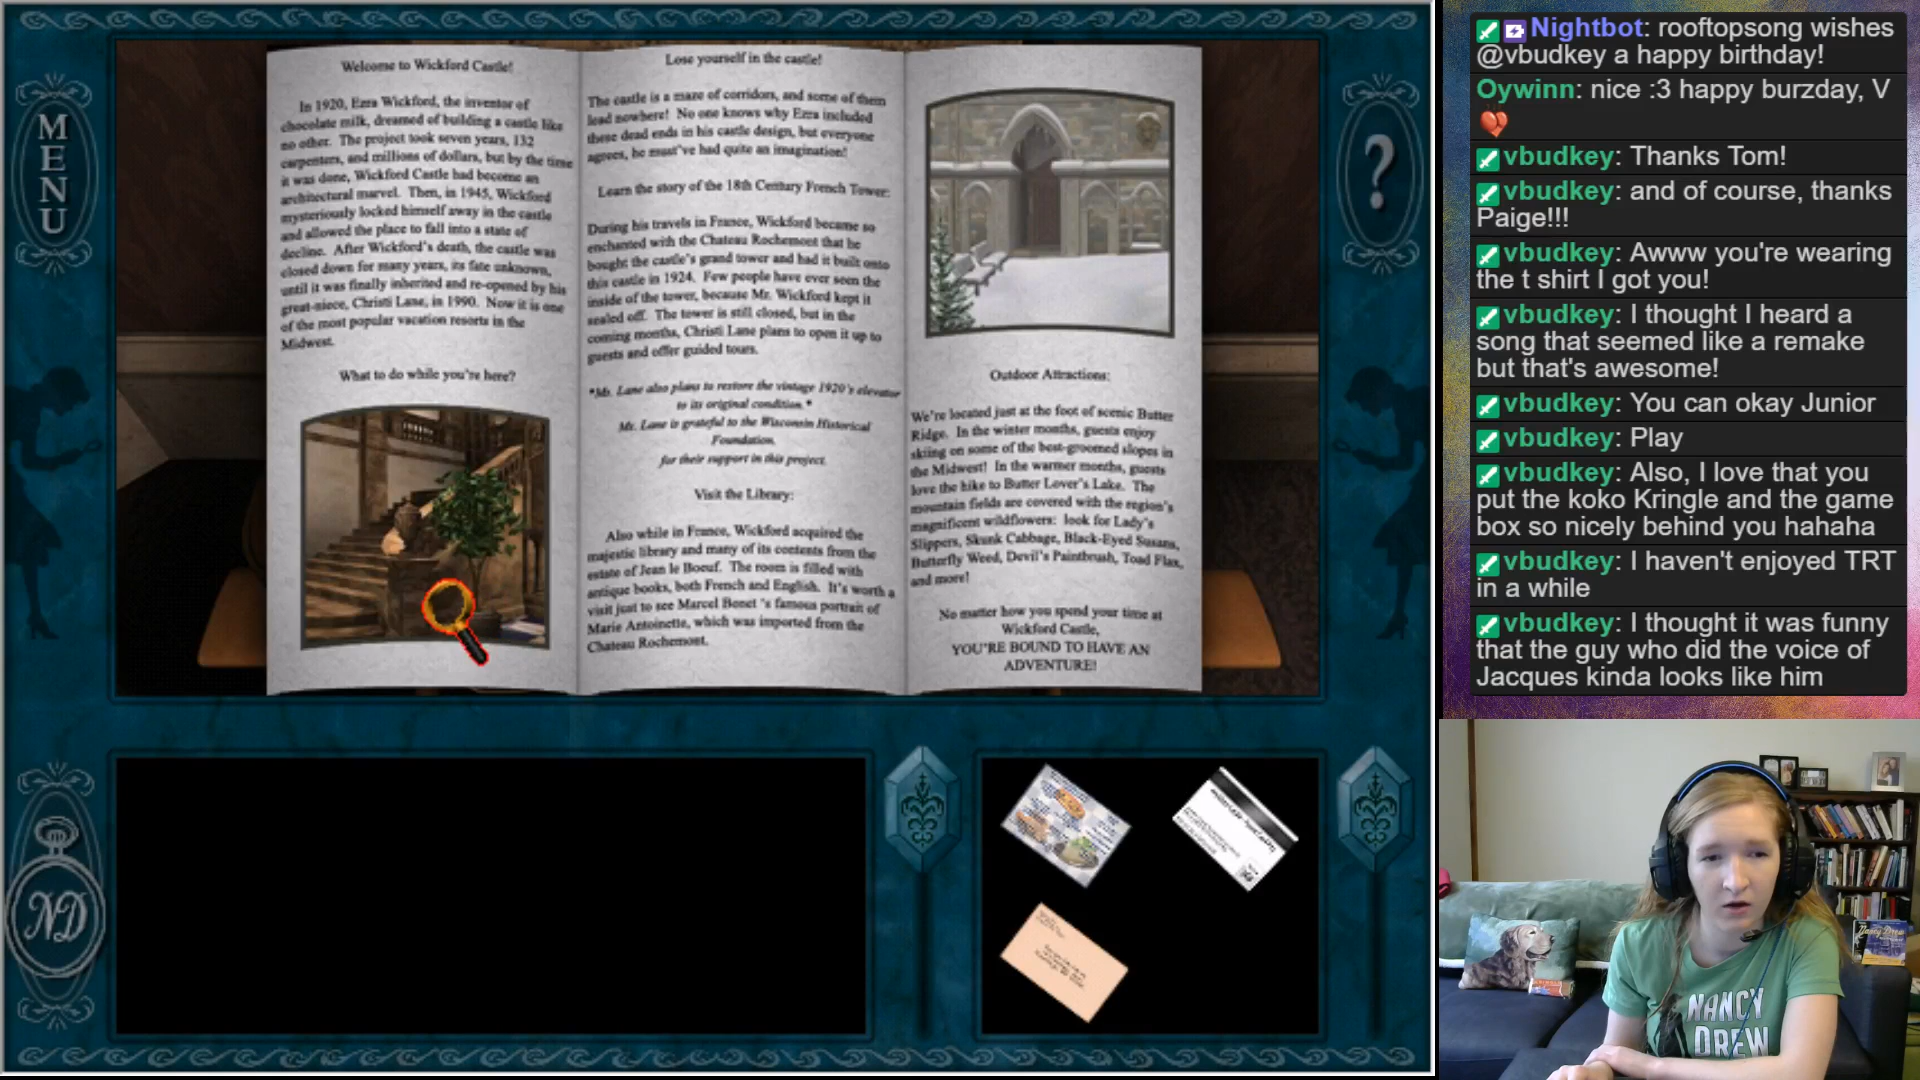 MENU
?
ND
Welcome to Wickford Castle!
In 1920, Ezra Wickford, the inventor of
chocolate milk, dreamed of building a castle like
no other. The project took seven years, 132
carpenters, and millions of dollars, but by the time
it was done, Wickford Castle had become an
architectural marvel. Then, in 1945, Wickford
mysteriously locked himself away in the castle
and allowed the place to fall into a state of
decline. After Wickford's death, the castle was
closed down for many years, its fate unknown,
until it was finally inherited and re-opened by his
great-niece, Christi Lane, in 1990. Now it is one
of the most popular vacation resorts in the
Midwest.
What to do while you're here?
Lose yourself in the castle!
The castle is a maze of corridors, and some of them
lead nowhere! No one knows why Ezra included
these dead ends in his castle design, but everyone
agrees, he must've had quite an imagination!
Learn the story of the 18th Century French Tower:
During his travels in France, Wickford became so
enchanted with the Chateau Rochemont that he
bought the castle's grand tower and had it built onto
this castle in 1924. Few people have ever seen the
inside of the tower, because Mr. Wickford kept it
sealed off. The tower is still closed, but in the
coming months, Christi Lane plans to open it up to
guests and offer guided tours.
*Ms. Lane also plans to restore the vintage 1920's elevator
to its original condition.*
Ms. Lane is grateful to the Wisconsin Historical
Foundation,
for their support in this project.
Visit the Library:
Also while in France, Wickford acquired the
majestic library and many of its contents from the
estate of Jean le Boeuf. The room is filled with
antique books, both French and English. It's worth a
visit just to see Marcel Bonet 's famous portrait of
Marie Antoinette, which was imported from the
Chateau Rochemont.
Outdoor Attractions:
We're located just at the foot of scenic Butter
Ridge. In the winter months, guests enjoy
skiing on some of the best-groomed slopes in
the Midwest! In the warmer months, guests
love the hike to Butter Lover's Lake. The
mountain fields are covered with the region's
magnificent wildflowers: look for Lady's
Slippers, Skunk Cabbage, Black-Eyed Susans,
Butterfly Weed, Devil's Paintbrush, Toad Flax,
and more!
No matter how you spend your time at
Wickford Castle,
YOU'RE BOUND TO HAVE AN
ADVENTURE!
Nightbot: rooftopsong wishes
@vbudkey a happy birthday!
Oywinn: nice :3 happy burzday, V
vbudkey: Thanks Tom!
vbudkey: and of course, thanks
Paige!!!
vbudkey: Awww you're wearing
the t shirt I got you!
vbudkey: I thought I heard a
song that seemed like a remake
but that's awesome!
vbudkey: You can okay Junior
vbudkey: Play
vbudkey: Also, I love that you
put the koko Kringle and the game
box so nicely behind you hahaha
vbudkey: I haven't enjoyed TRT
in a while
vbudkey: I thought it was funny
that the guy who did the voice of
Jacques kinda looks like him
NANCY
DREW